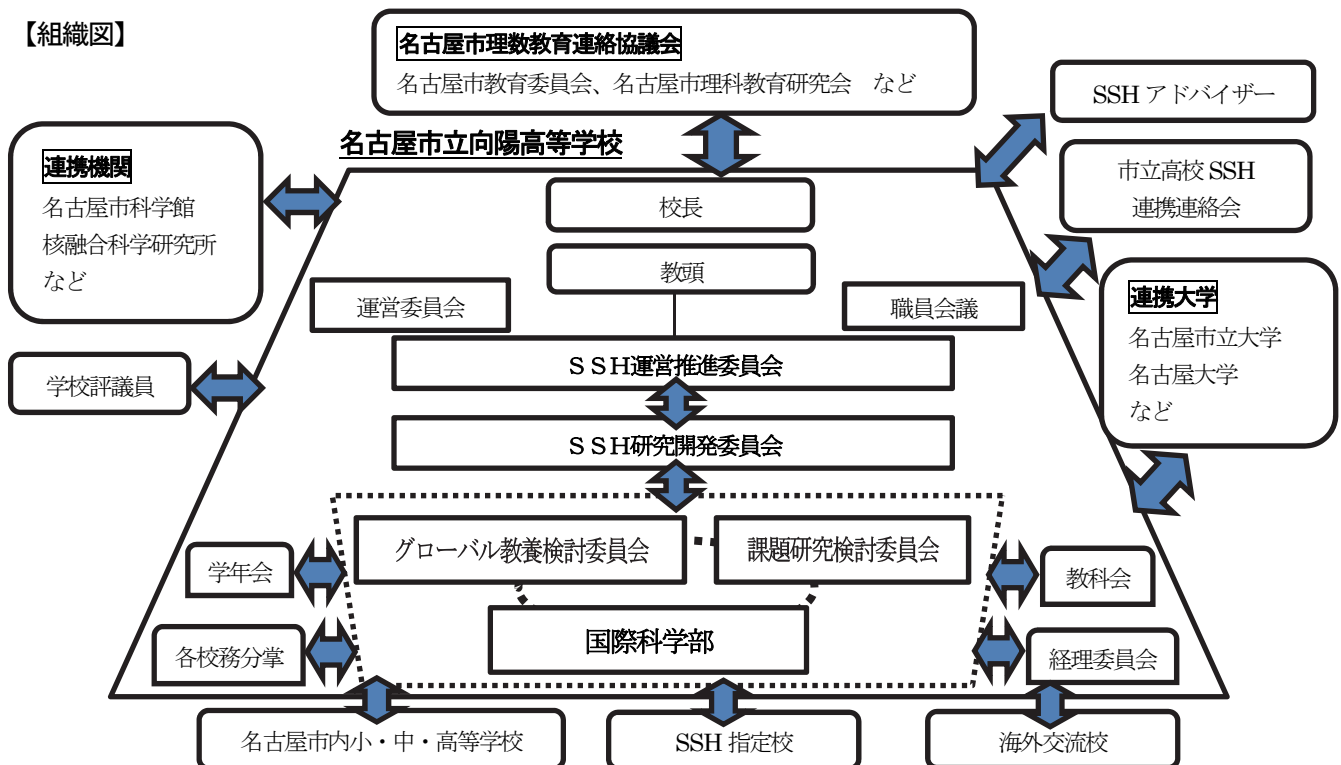 【組織図】
名古屋市理数教育連絡協議会
名古屋市教育委員会、名古屋市理科教育研究会　など
SSH アドバイザー
名古屋市立向陽高等学校
連携機関
名古屋市科学館
核融合科学研究所
など
市立高校 SSH
連携連絡会
校長
教頭
運営委員会
職員会議
連携大学
名古屋市立大学
名古屋大学
など
学校評議員
ＳＳＨ運営推進委員会
ＳＳＨ研究開発委員会
グローバル教養検討委員会
課題研究検討委員会
学年会
教科会
国際科学部
各校務分掌
経理委員会
名古屋市内小・中・高等学校
SSH 指定校
海外交流校